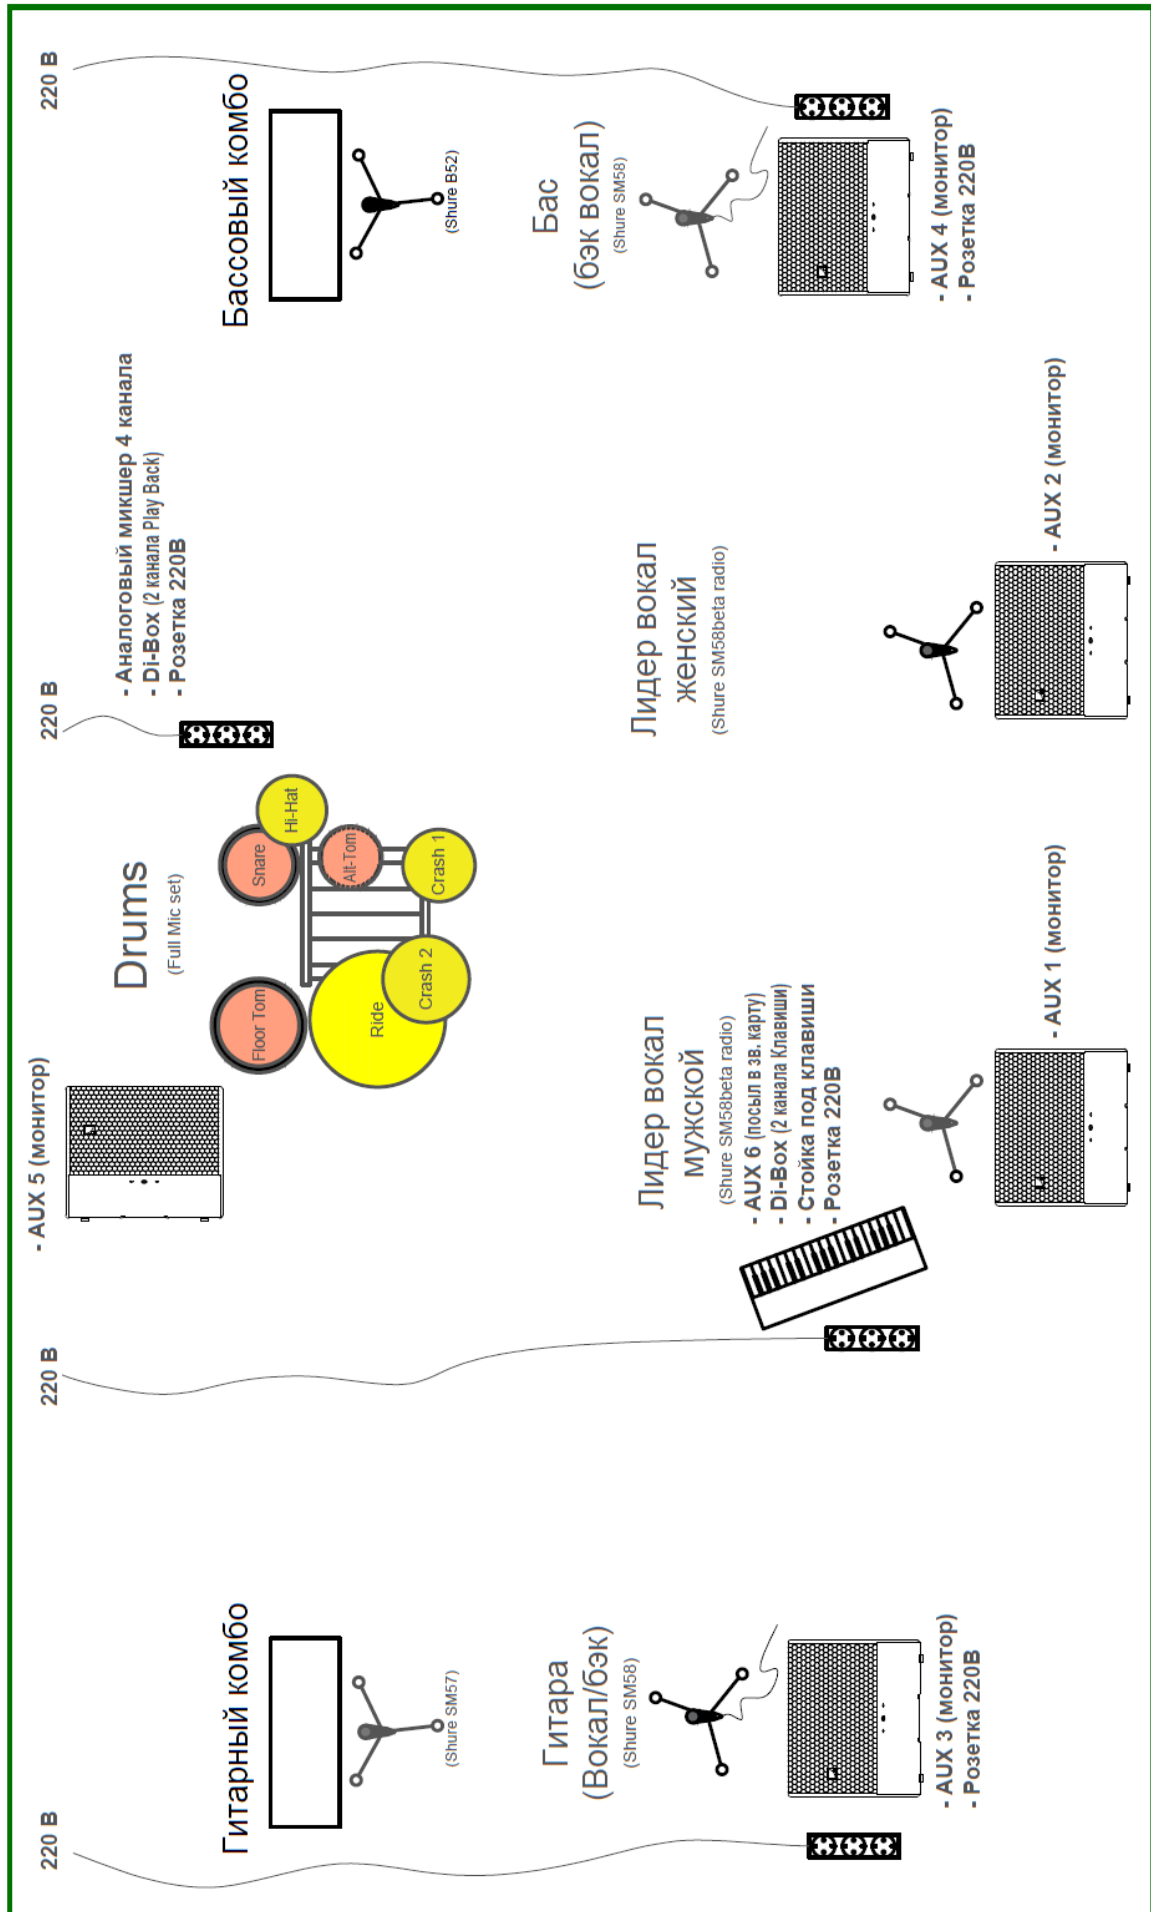 220 В
220 В
220 В
220 В
- AUX 5 (монитор)
Drums
(Full Mic set)
Floor Tom
Snare
Hi-Hat
Alt-Tom
Ride
Crash 2
Crash 1
- Аналоговый микшер 4 канала
- Di-Box (2 канала Play Back)
- Розетка 220В
Гитарный комбо
(Shure SM57)
Бассовый комбо
(Shure B52)
Гитара
(Вокал/бэк)
(Shure SM58)
- AUX 3 (монитор)
- Розетка 220В
Лидер вокал
мужской
(Shure SM58beta radio)
- AUX 6 (посыл в зв. карту)
- Di-Box (2 канала Клавиши)
- Стойка под клавиши
- Розетка 220В
- AUX 1 (монитор)
Лидер вокал
женский
(Shure SM58beta radio)
- AUX 2 (монитор)
Бас
(бэк вокал)
(Shure SM58)
- AUX 4 (монитор)
- Розетка 220В